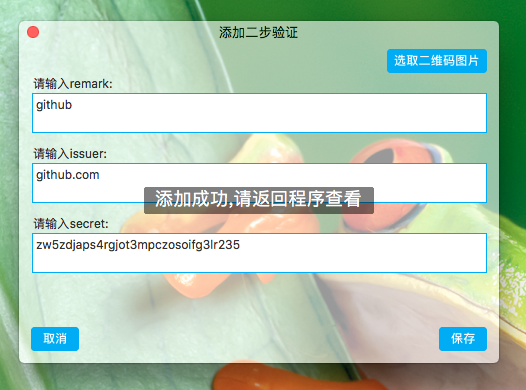 添加二步验证
选取二维码图片
请输入remark:
github
请输入issuer:
github.com
添加成功,请返回程序查看
请输入secret:
zw5zdjaps4rgjot3mpczosoifg3lr235
取消
保存